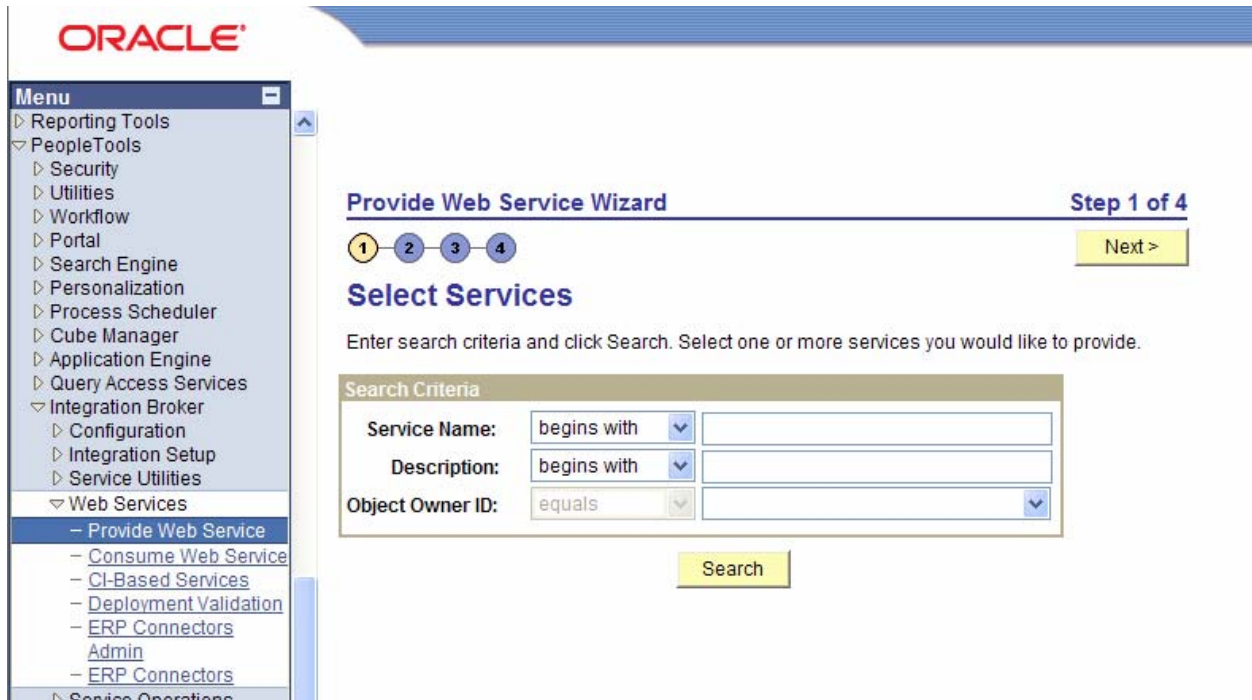 ORACLE
Menu
Reporting Tools
PeopleTools
Security
Utilities
Workflow
Portal
Search Engine
Personalization
Process Scheduler
Cube Manager
Application Engine
Query Access Services
Integration Broker
Configuration
Integration Setup
Service Utilities
Web Services
– Provide Web Service
– Consume Web Service
– CI-Based Services
– Deployment Validation
– ERP Connectors
Admin
– ERP Connectors
Service Operations
Provide Web Service Wizard
Step 1 of 4
1 2 3 4
Next >
Select Services
Enter search criteria and click Search. Select one or more services you would like to provide.
Search Criteria
Service Name: begins with
Description: begins with
Object Owner ID: equals
Search